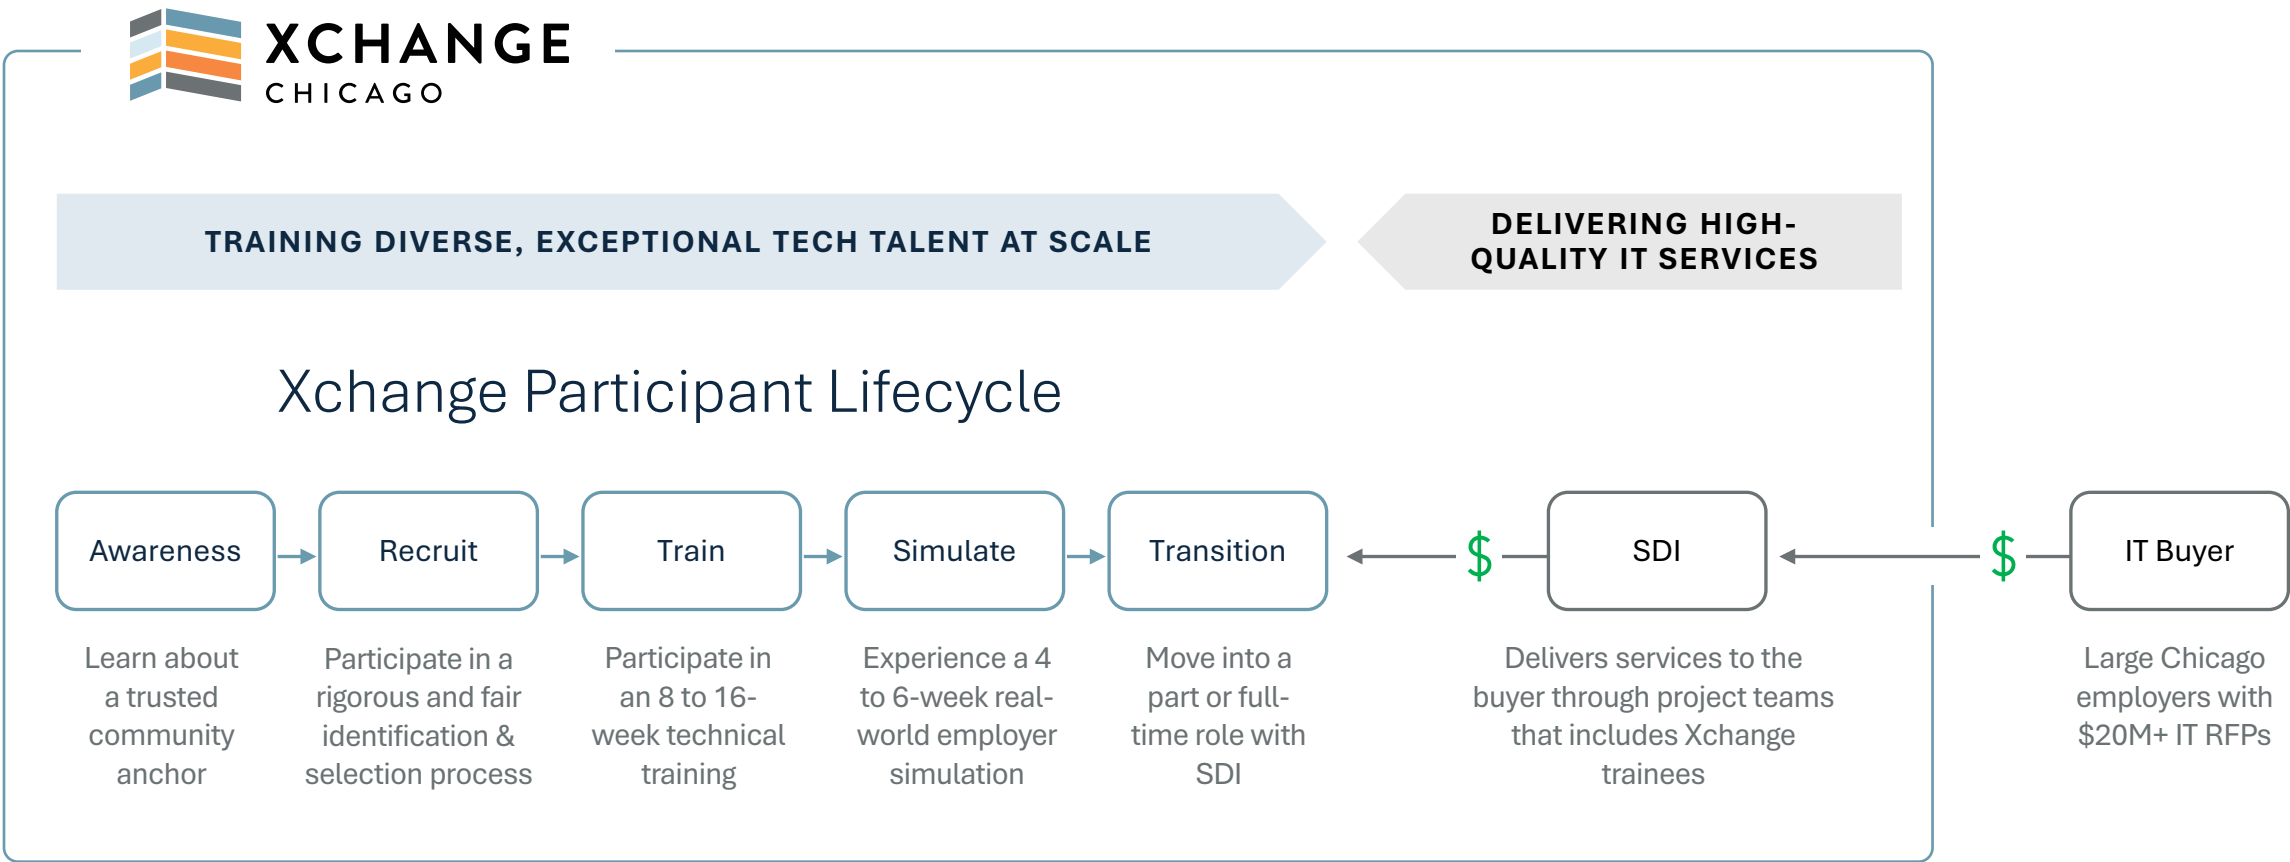 XCHANGE
CHICAGO
TRAINING DIVERSE, EXCEPTIONAL TECH TALENT AT SCALE
DELIVERING HIGH-
QUALITY IT SERVICES
Xchange Participant Lifecycle
Awareness
Learn about
a trusted
community
anchor
Recruit
Participate in a
rigorous and fair
identification &
selection process
Train
Participate in
an 8 to 16-
week technical
training
Simulate
Experience a 4
to 6-week real-
world employer
simulation
Transition
Move into a
part or full-
time role with
SDI
$
SDI
Delivers services to the
buyer through project teams
that includes Xchange
trainees
$
IT Buyer
Large Chicago
employers with
$20M+ IT RFPs